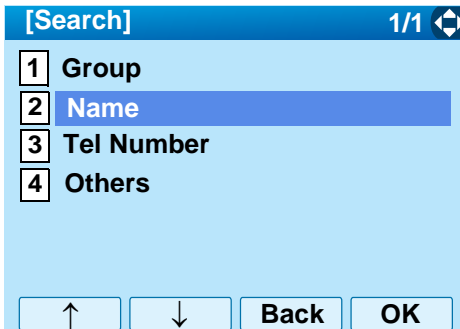 [Search] 1/1
1 Group
2 Name
3 Tel Number
4 Others
↑ ↓ Back OK